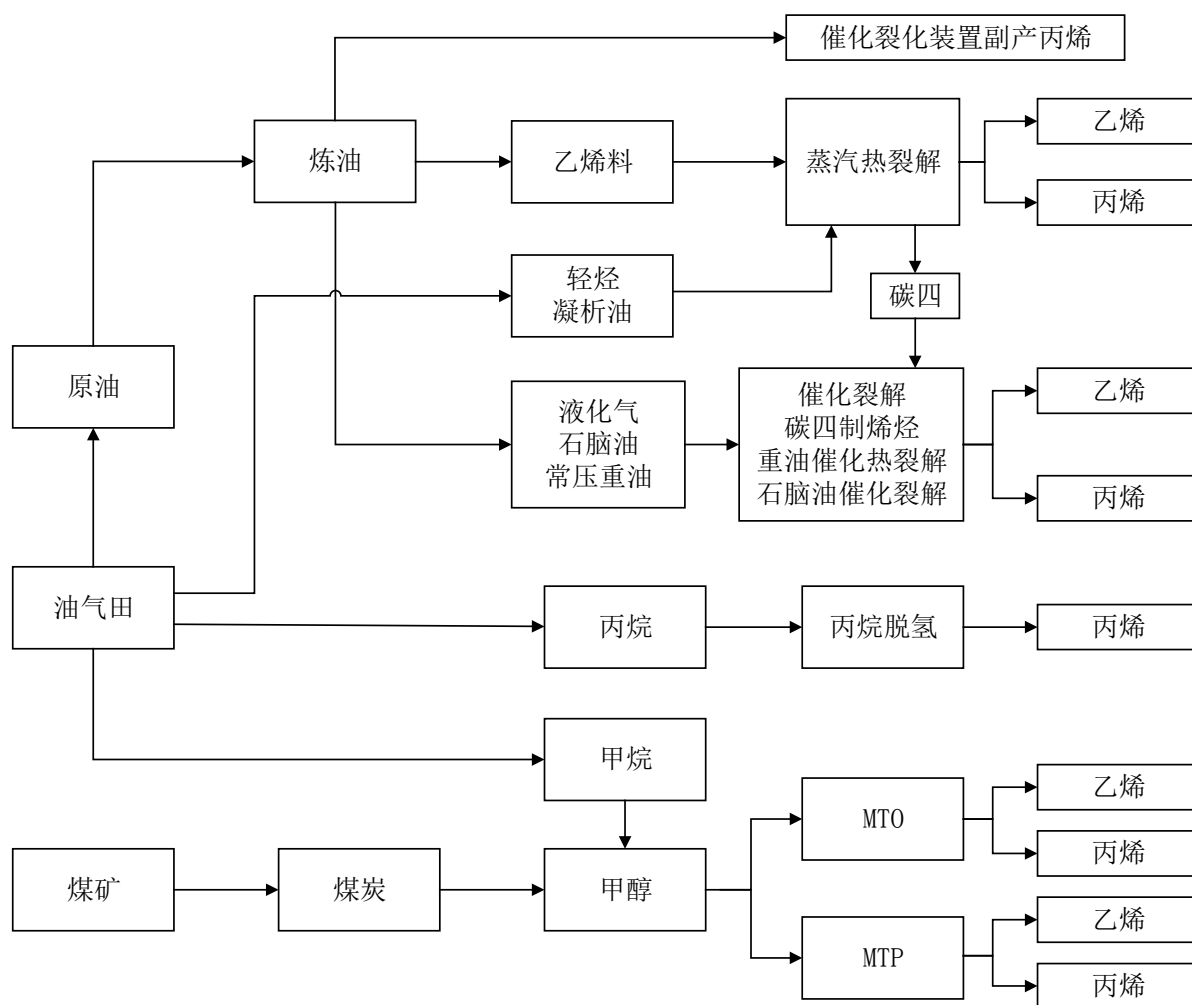 催化裂化装置副产丙烯
炼油
乙烯料
蒸汽热裂解
乙烯
丙烯
轻烃
凝析油
碳四
原油
液化气
石脑油
常压重油
催化裂解
碳四制烯烃
重油催化热裂解
石脑油催化裂解
乙烯
丙烯
油气田
丙烷
丙烷脱氢
丙烯
甲烷
MTO
乙烯
丙烯
煤矿
煤炭
甲醇
MTP
乙烯
丙烯